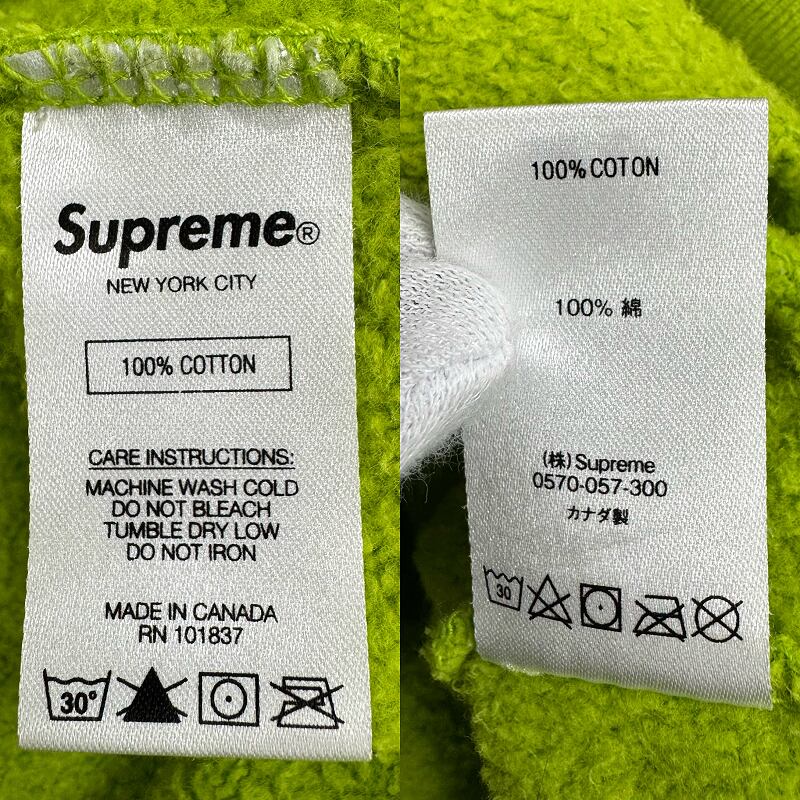 Supreme®
NEW YORK CITY
100% COTTON
CARE INSTRUCTIONS:
MACHINE WASH COLD
DO NOT BLEACH
TUMBLE DRY LOW
DO NOT IRON
MADE IN CANADA
RN 101837
30°
100% COTON
100% 綿
(株)Supreme
0570-057-300
カナダ製
30